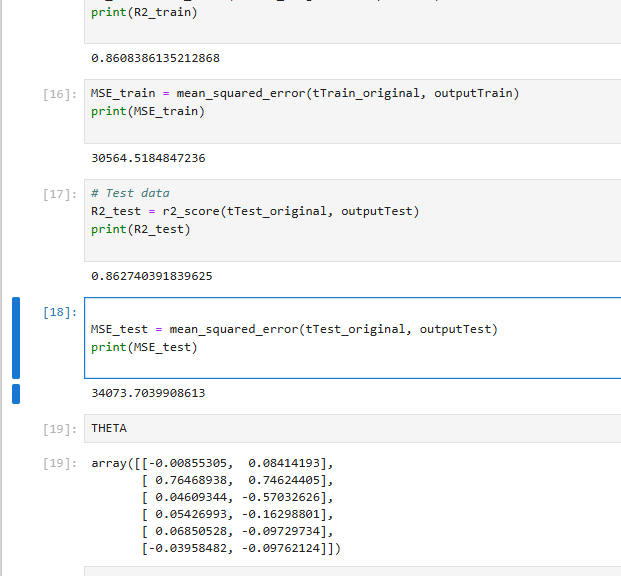 print(R2_train)
0.8608386135212868
[16]: MSE_train = mean_squared_error(tTrain_original, outputTrain)
print(MSE_train)
30564.5184847236
[17]: # Test data
R2_test = r2_score(tTest_original, outputTest)
print(R2_test)
0.862740391839625
[18]:
MSE_test = mean_squared_error(tTest_original, outputTest)
print(MSE_test)
34073.7039908613
[19]: THETA
[19]: array([[-0.00855305,  0.08414193],
       [ 0.76468938,  0.74624405],
       [ 0.04609344, -0.57032626],
       [ 0.05426993, -0.16298801],
       [ 0.06850528, -0.09729734],
       [-0.03958482, -0.09762124]])